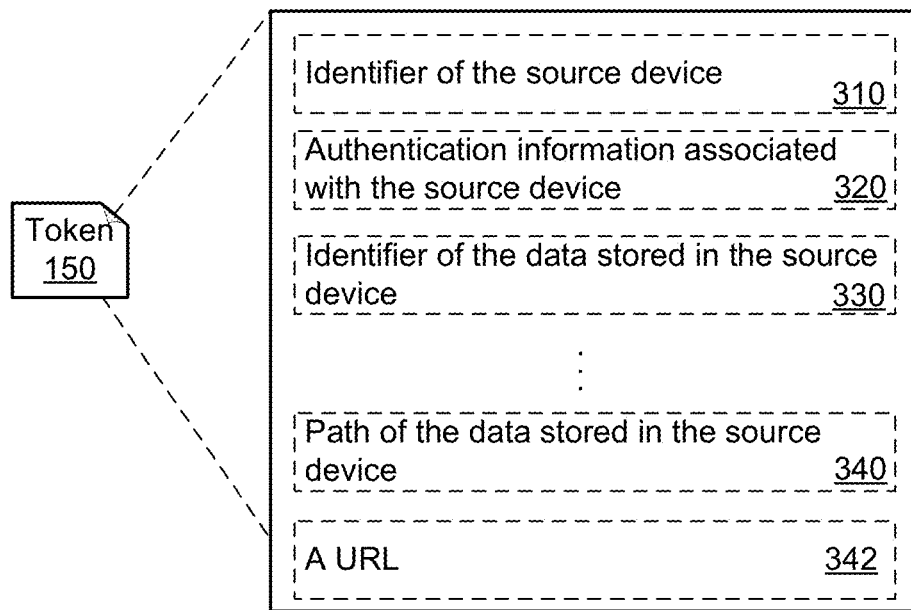 Identifier of the source device
310
Authentication information associated
with the source device
320
Token
150
Identifier of the data stored in the source
device
330
Path of the data stored in the source
device
340
A URL
342